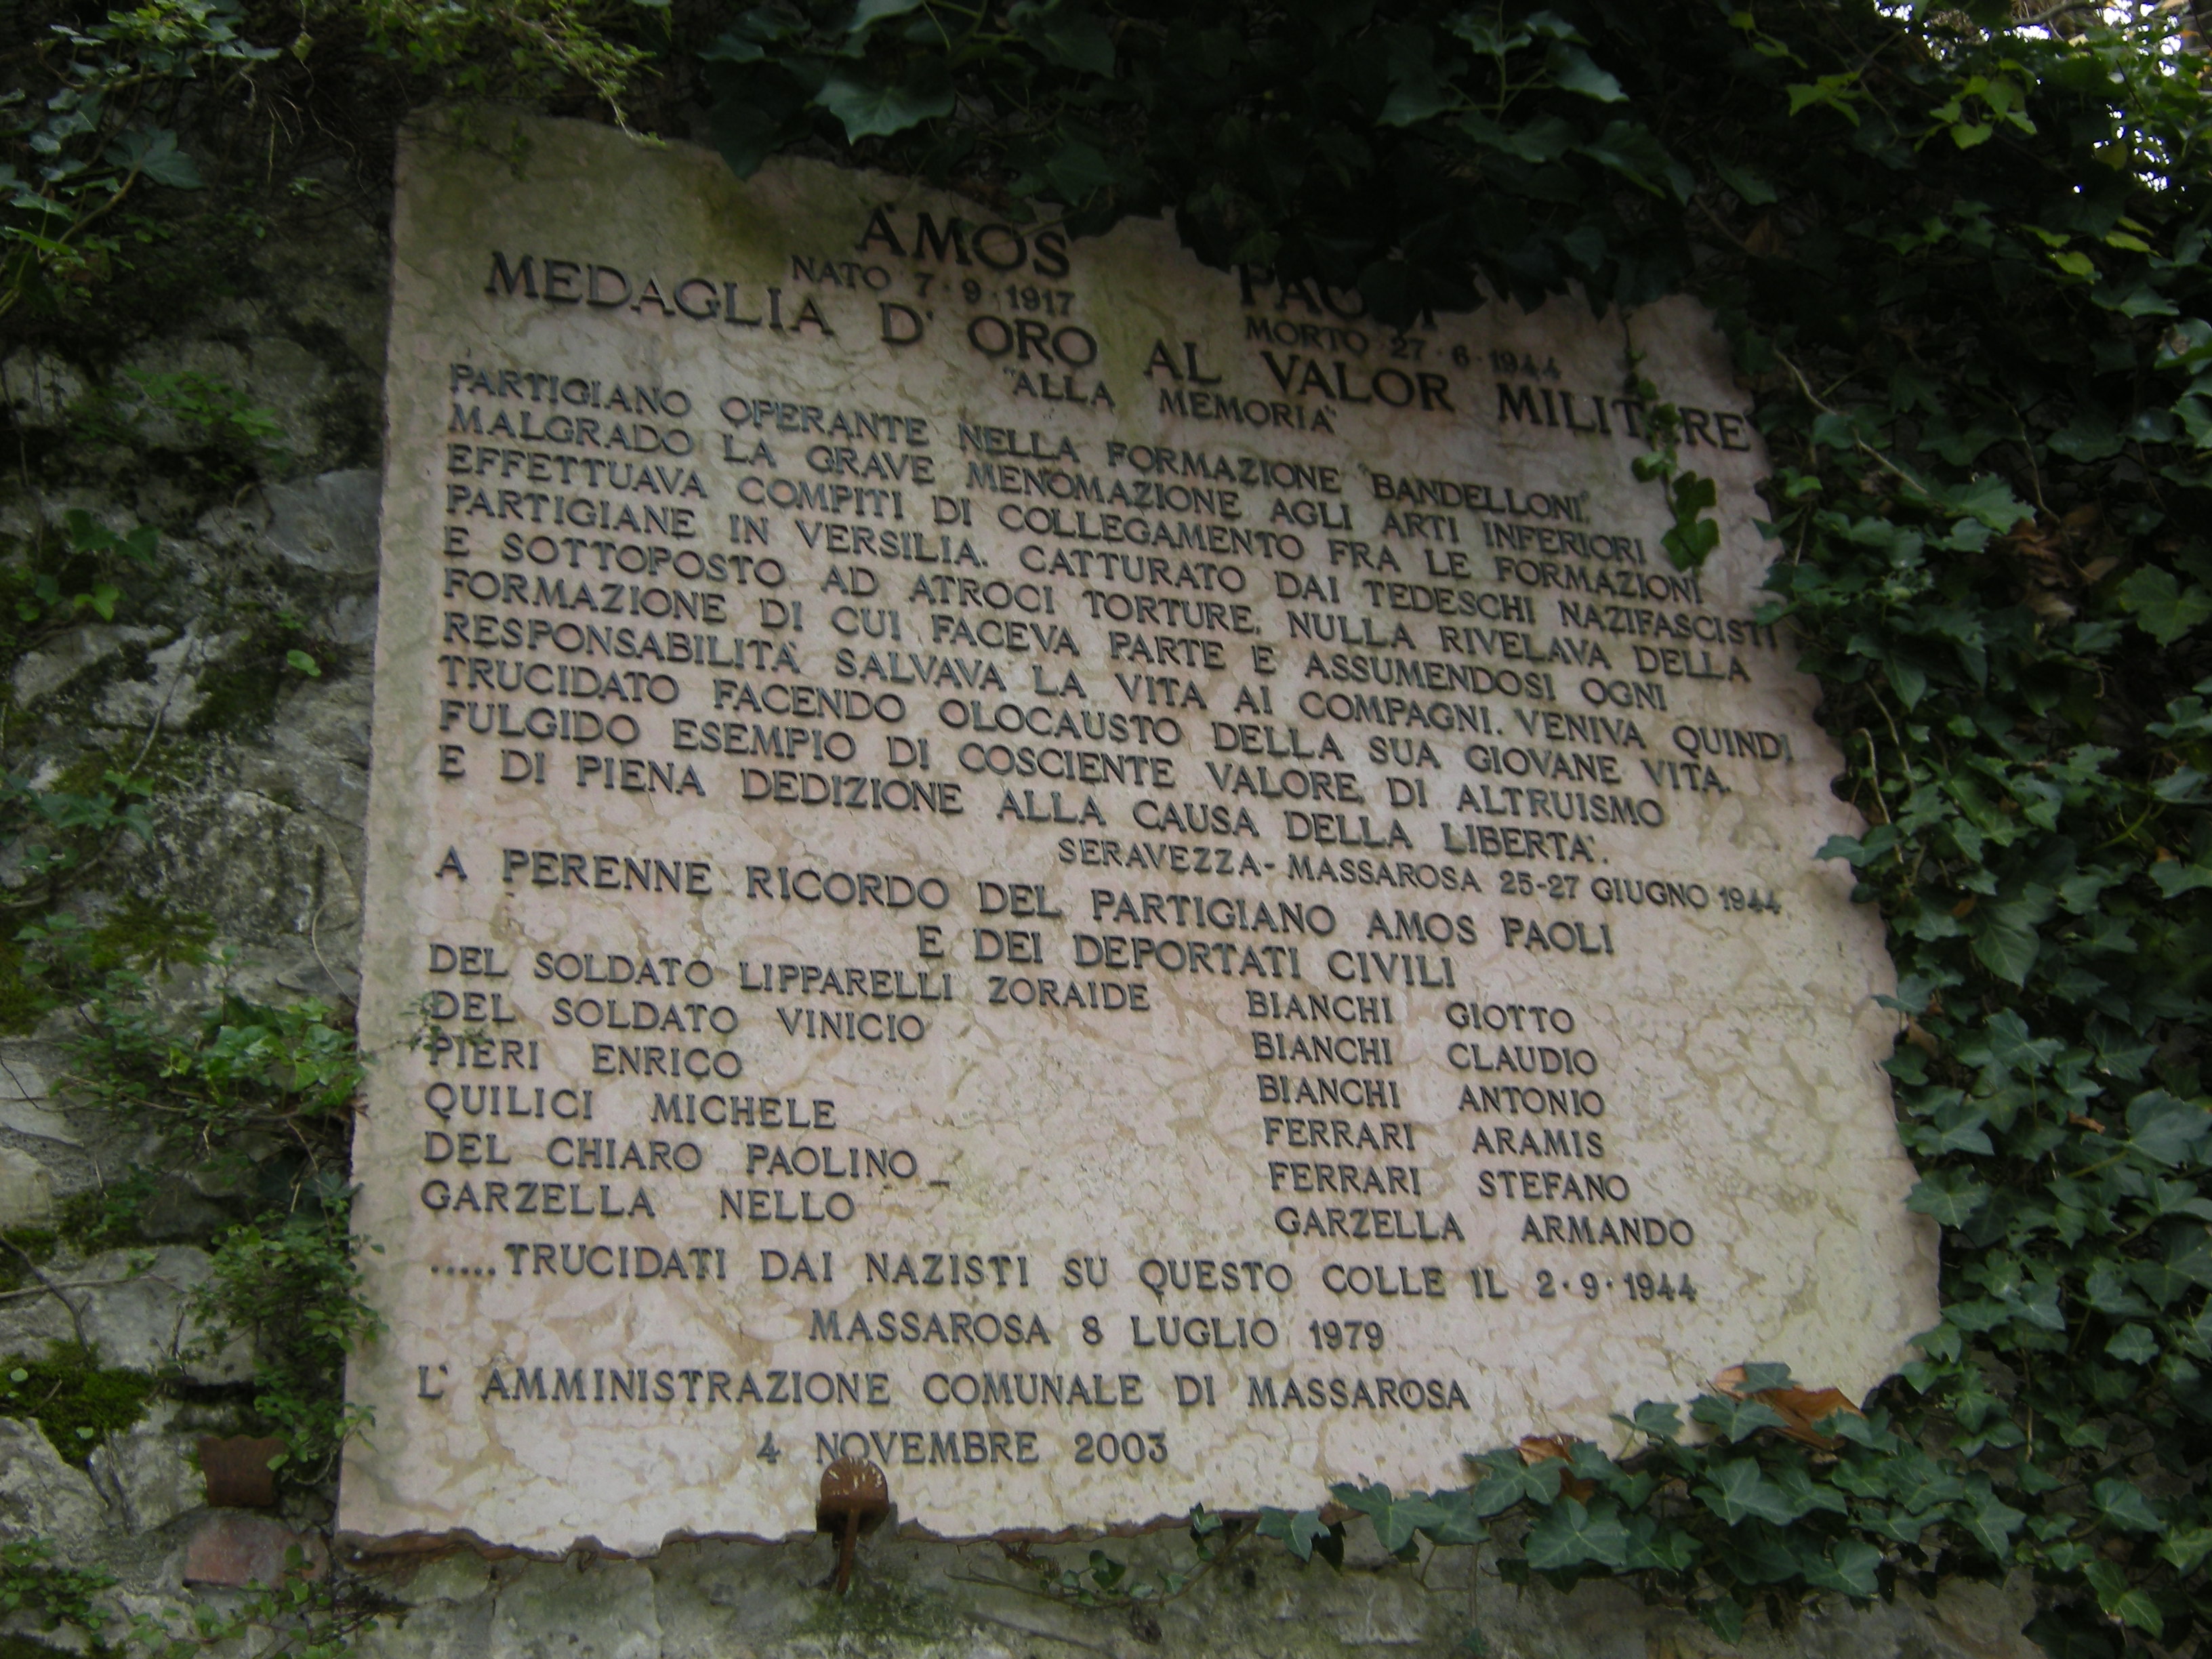 AMOS PAOLI
NATO 7·9·1917 MORTO 27·6·1944
MEDAGLIA D'ORO AL VALOR MILITARE
"ALLA MEMORIA"
PARTIGIANO OPERANTE NELLA FORMAZIONE "BANDELLONI",
MALGRADO LA GRAVE MENOMAZIONE AGLI ARTI INFERIORI
EFFETTUAVA COMPITI DI COLLEGAMENTO FRA LE FORMAZIONI
PARTIGIANE IN VERSILIA. CATTURATO DAI TEDESCHI NAZIFASCISTI
E SOTTOPOSTO AD ATROCI TORTURE, NULLA RIVELAVA DELLA
FORMAZIONE DI CUI FACEVA PARTE E ASSUMENDOSI OGNI
RESPONSABILITA' SALVAVA LA VITA AI COMPAGNI. VENIVA QUINDI
TRUCIDATO FACENDO OLOCAUSTO DELLA SUA GIOVANE VITA.
FULGIDO ESEMPIO DI COSCIENTE VALORE, DI ALTRUISMO
E DI PIENA DEDIZIONE ALLA CAUSA DELLA LIBERTA'.
SERAVEZZA-MASSAROSA 25-27 GIUGNO 1944
A PERENNE RICORDO DEL PARTIGIANO AMOS PAOLI
E DEI DEPORTATI CIVILI
DEL SOLDATO LIPPARELLI ZORAIDE BIANCHI GIOTTO
DEL SOLDATO VINICIO BIANCHI CLAUDIO
PIERI ENRICO BIANCHI ANTONIO
QUILICI MICHELE FERRARI ARAMIS
DEL CHIARO PAOLINO_ FERRARI STEFANO
GARZELLA NELLO GARZELLA ARMANDO
.....TRUCIDATI DAI NAZISTI SU QUESTO COLLE IL 2·9·1944
MASSAROSA 8 LUGLIO 1979
L' AMMINISTRAZIONE COMUNALE DI MASSAROSA
4 NOVEMBRE 2003